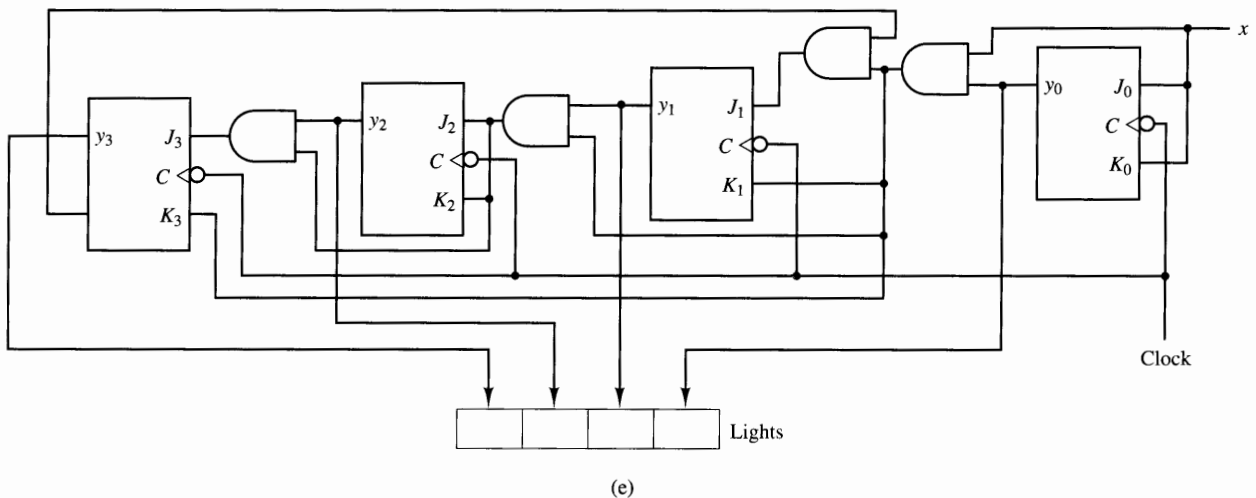 x
y₃ J₃ C K₃
y₂ J₂ C K₂
y₁ J₁ C K₁
y₀ J₀ C K₀
Clock
Lights
(e)